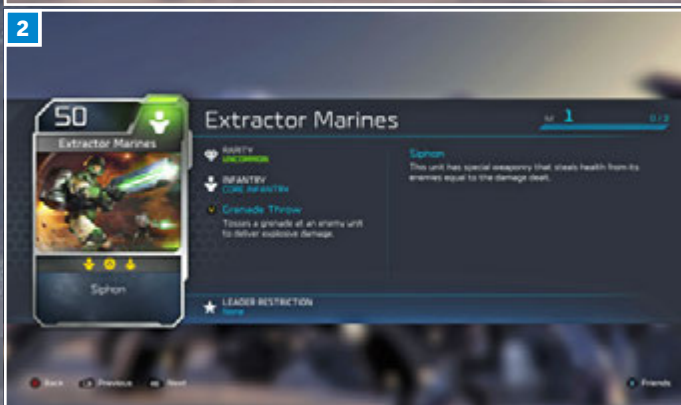 2
50
Extractor Marines
Siphon
Extractor Marines
1
0/3
RARITY
UNCOMMON
INFANTRY
CORE INFANTRY
Grenade Throw
Tosses a grenade at an enemy unit
to deliver explosive damage.
Siphon
This unit has special weaponry that steals health from its
enemies equal to the damage dealt.
LEADER RESTRICTION
None
Back
Previous
Next
Friends